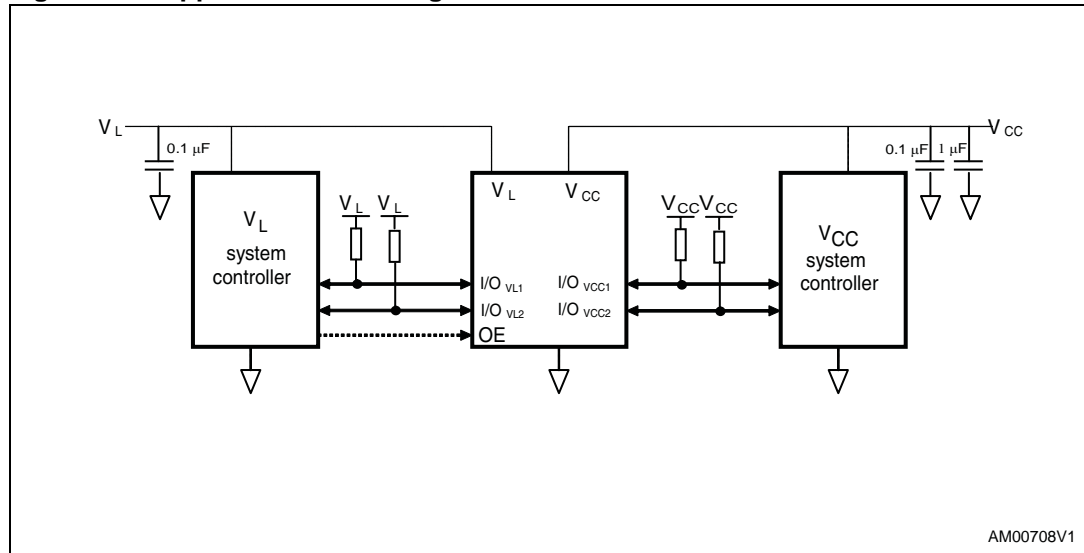 V L
V CC
0.1 µF
0.1 µF
1 µF
V L
V CC
V L
V L
V CC
V CC
V L
system
controller
V CC
system
controller
I/O VL1
I/O VCC1
I/O VL2
I/O VCC2
OE
AM00708V1